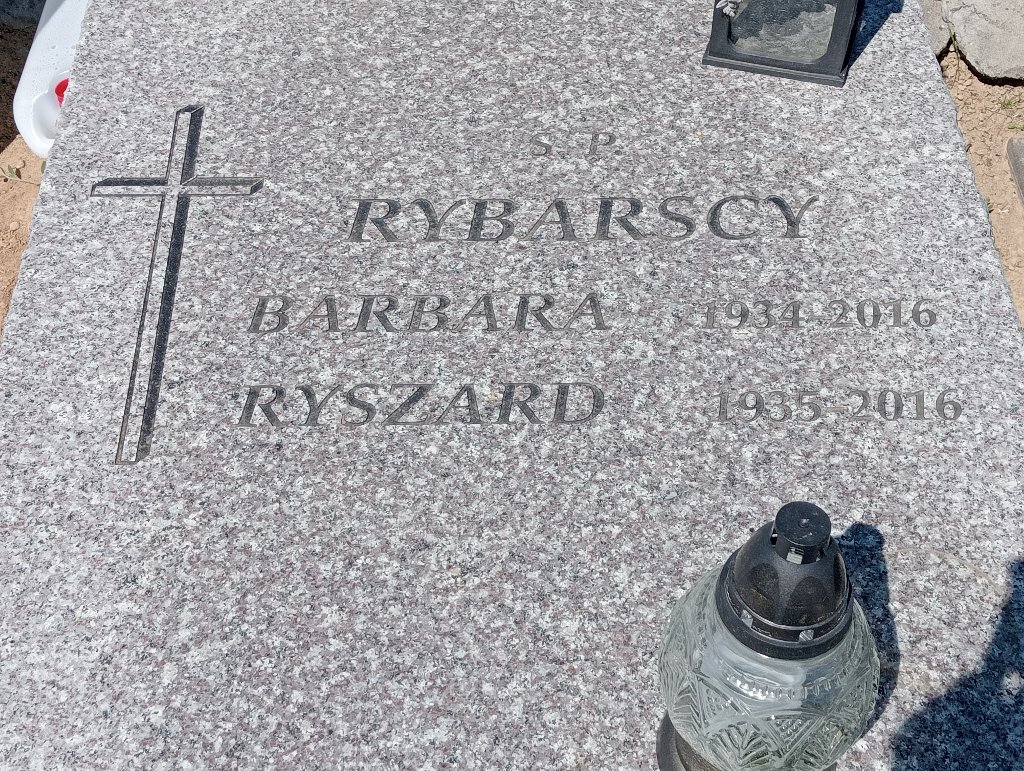 S P
RYBARSCY
BARBARA 1934-2016
RYSZARD 1935-2016